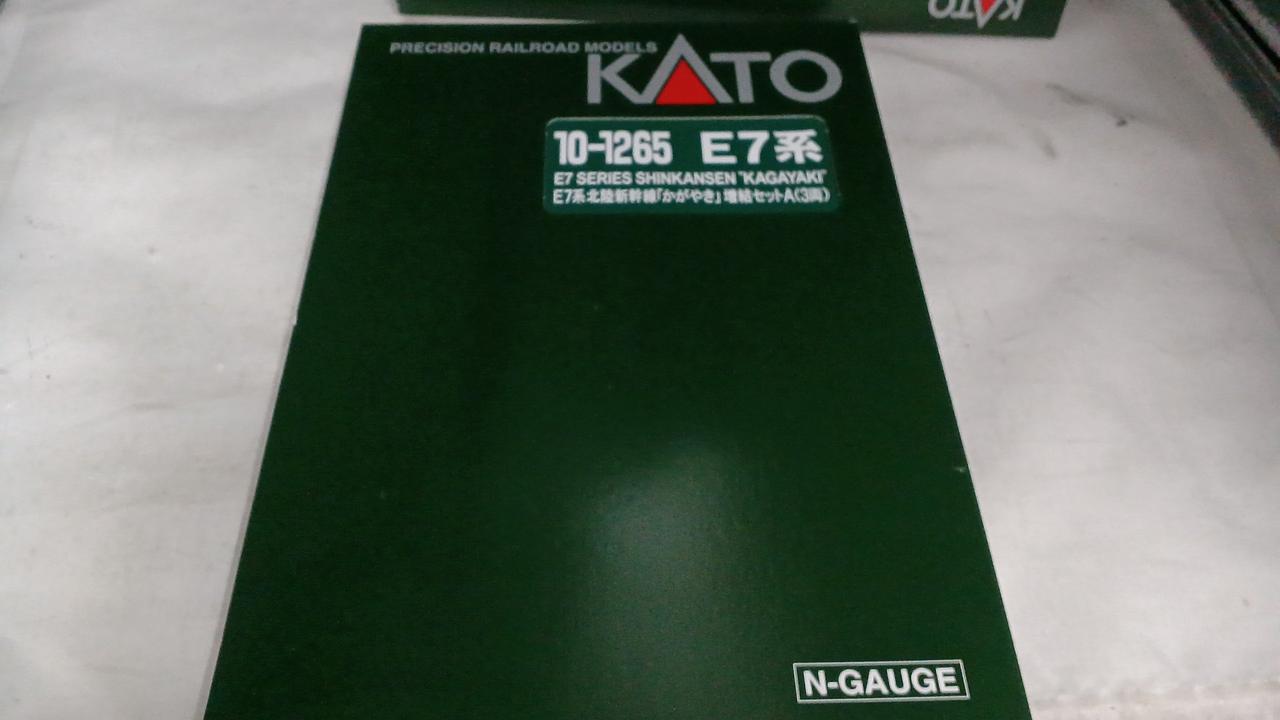 KATO
PRECISION RAILROAD MODELS
KATO
10-1265 E7系
E7 SERIES SHINKANSEN "KAGAYAKI"
E7系北陸新幹線「かがやき」増結セットA(3両)
N-GAUGE